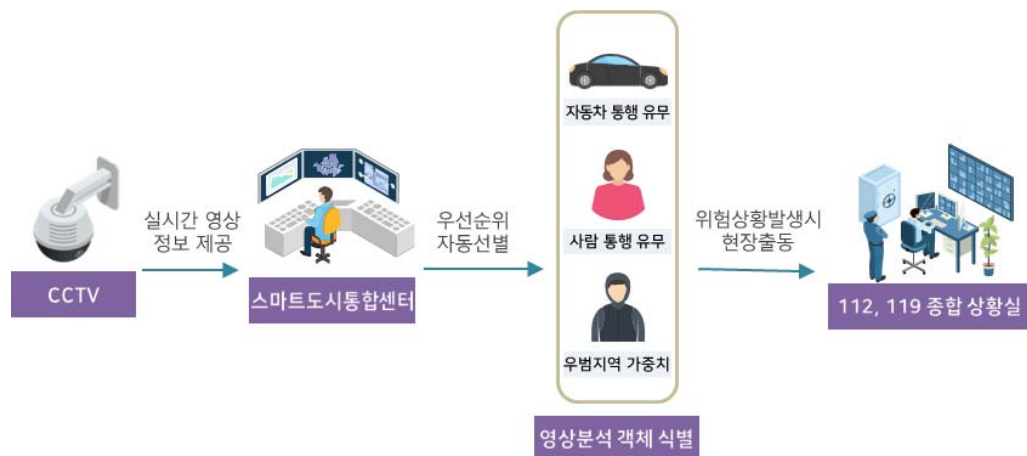 CCTV
실시간 영상
정보 제공
스마트도시통합센터
우선순위
자동선별
자동차 통행 유무
사람 통행 유무
우범지역 가중치
영상분석 객체 식별
위험상황발생시
현장출동
112, 119 종합 상황실